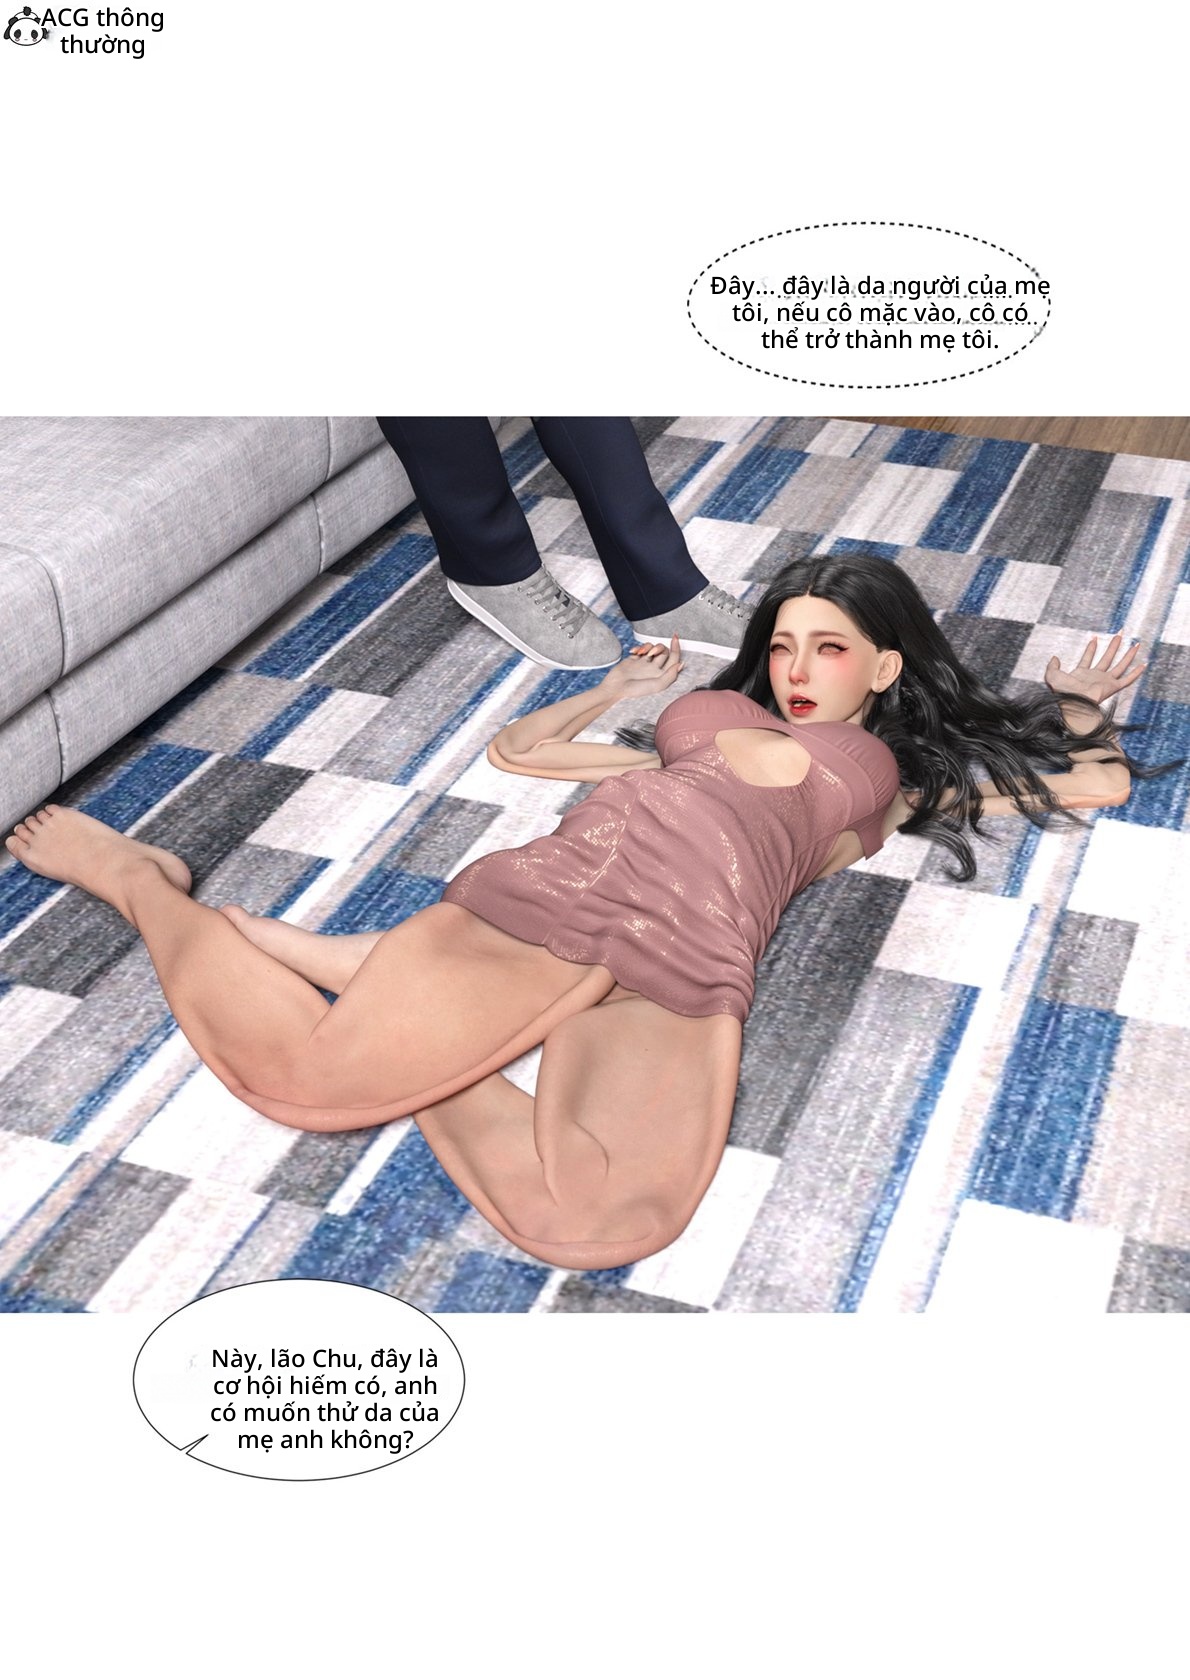 ACG thông
thường
Đây... đây là da người của mẹ
tôi, nếu cô mặc vào, cô có
thể trở thành mẹ tôi.
Này, lão Chu, đây là
cơ hội hiếm có, anh
có muốn thử da của
mẹ anh không?